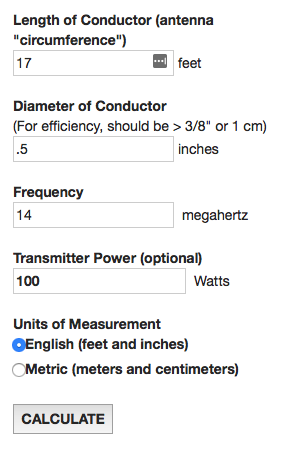 Length of Conductor (antenna
"circumference")
17 feet
Diameter of Conductor
(For efficiency, should be > 3/8" or 1 cm)
.5 inches
Frequency
14 megahertz
Transmitter Power (optional)
100 Watts
Units of Measurement
English (feet and inches)
Metric (meters and centimeters)
CALCULATE